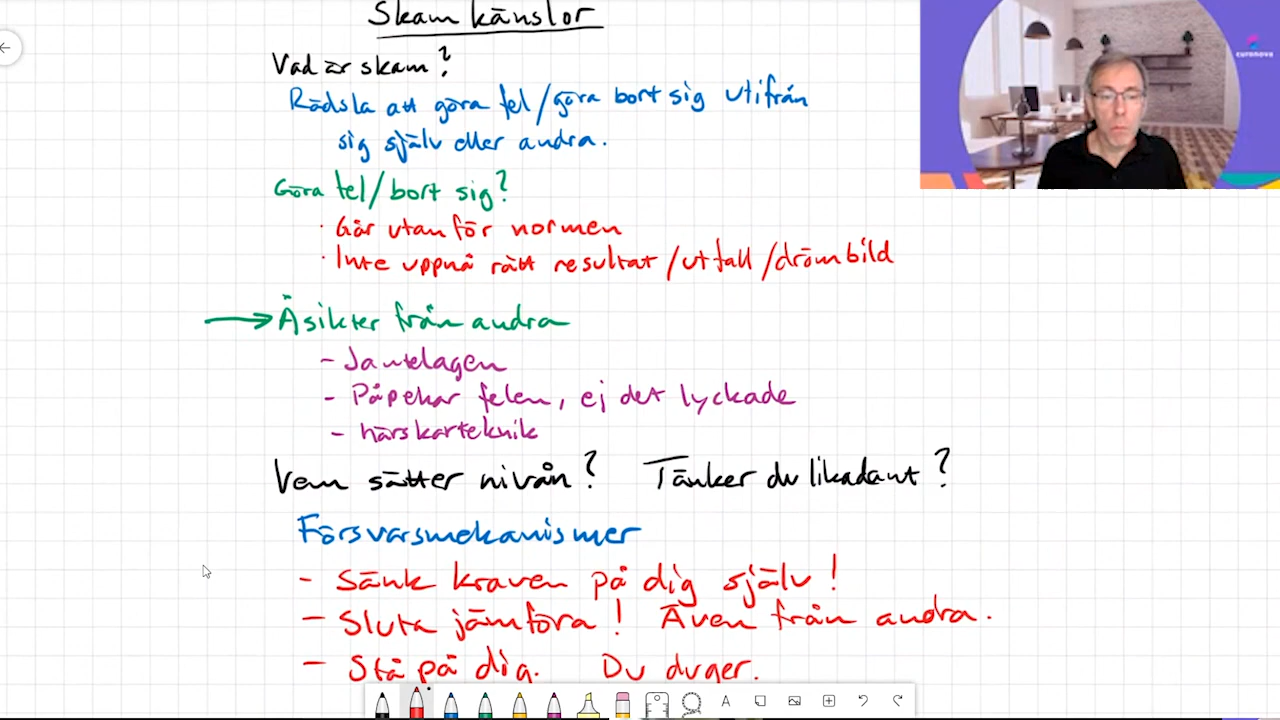 Skamkänslor
Vad är skam?
Rädsla att göra fel/göra bort sig utifrån
sig själv eller andra.
Göra fel/bort sig?
· Går utanför normen
· Inte uppnå rätt resultat/utfall/drömbild
→ Åsikter från andra
- Jantelagen
- Påpekar felen, ej det lyckade
- härskarteknik
Vem sätter nivån? Tänker du likadant?
Försvarsmekanismer
- Sänk kraven på dig själv!
- Sluta jämföra! Även från andra.
- Stå på dig. Du duger.
curanova
A